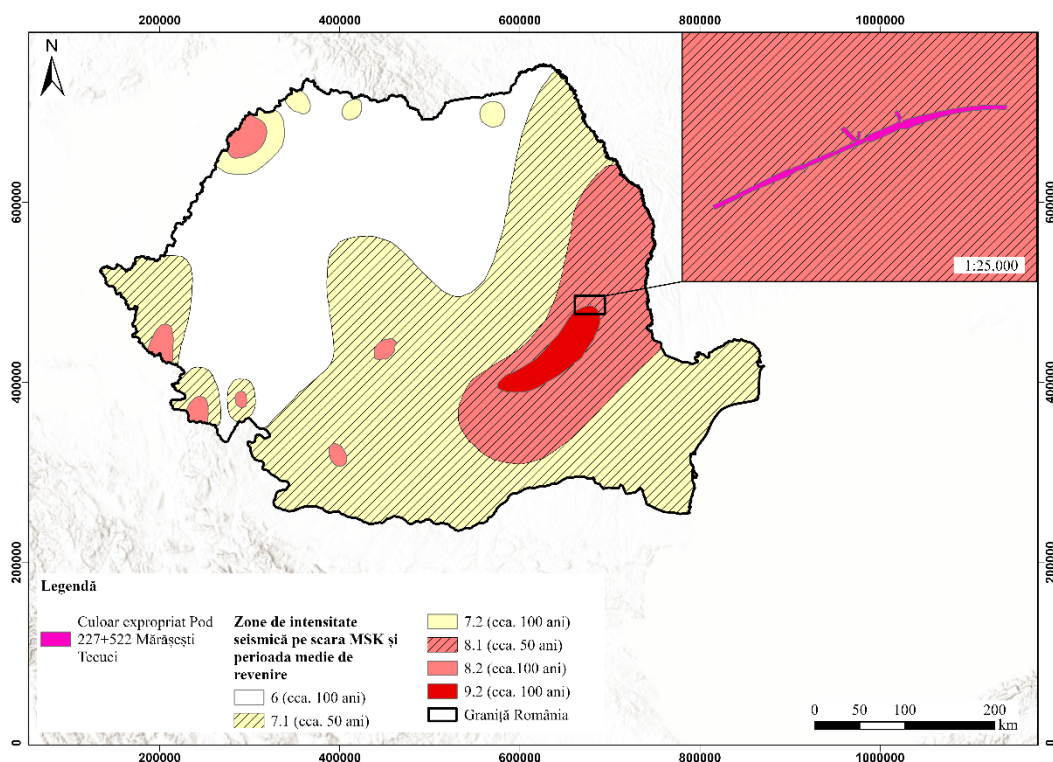 200000 400000 600000 800000 1000000
N
600000
400000
200000
0
600000
400000
200000
0
1:25,000
Legendă
Culoar expropriat Pod
227+522 Mărășești
Tecuci
Zone de intensitate
seismică pe scara MSK și
perioada medie de
revenire
6 (cca. 100 ani)
7.1 (cca. 50 ani)
7.2 (cca. 100 ani)
8.1 (cca. 50 ani)
8.2 (cca.100 ani)
9.2 (cca. 100 ani)
Graniță România
0 50 100 200
km
200000 400000 600000 800000 1000000